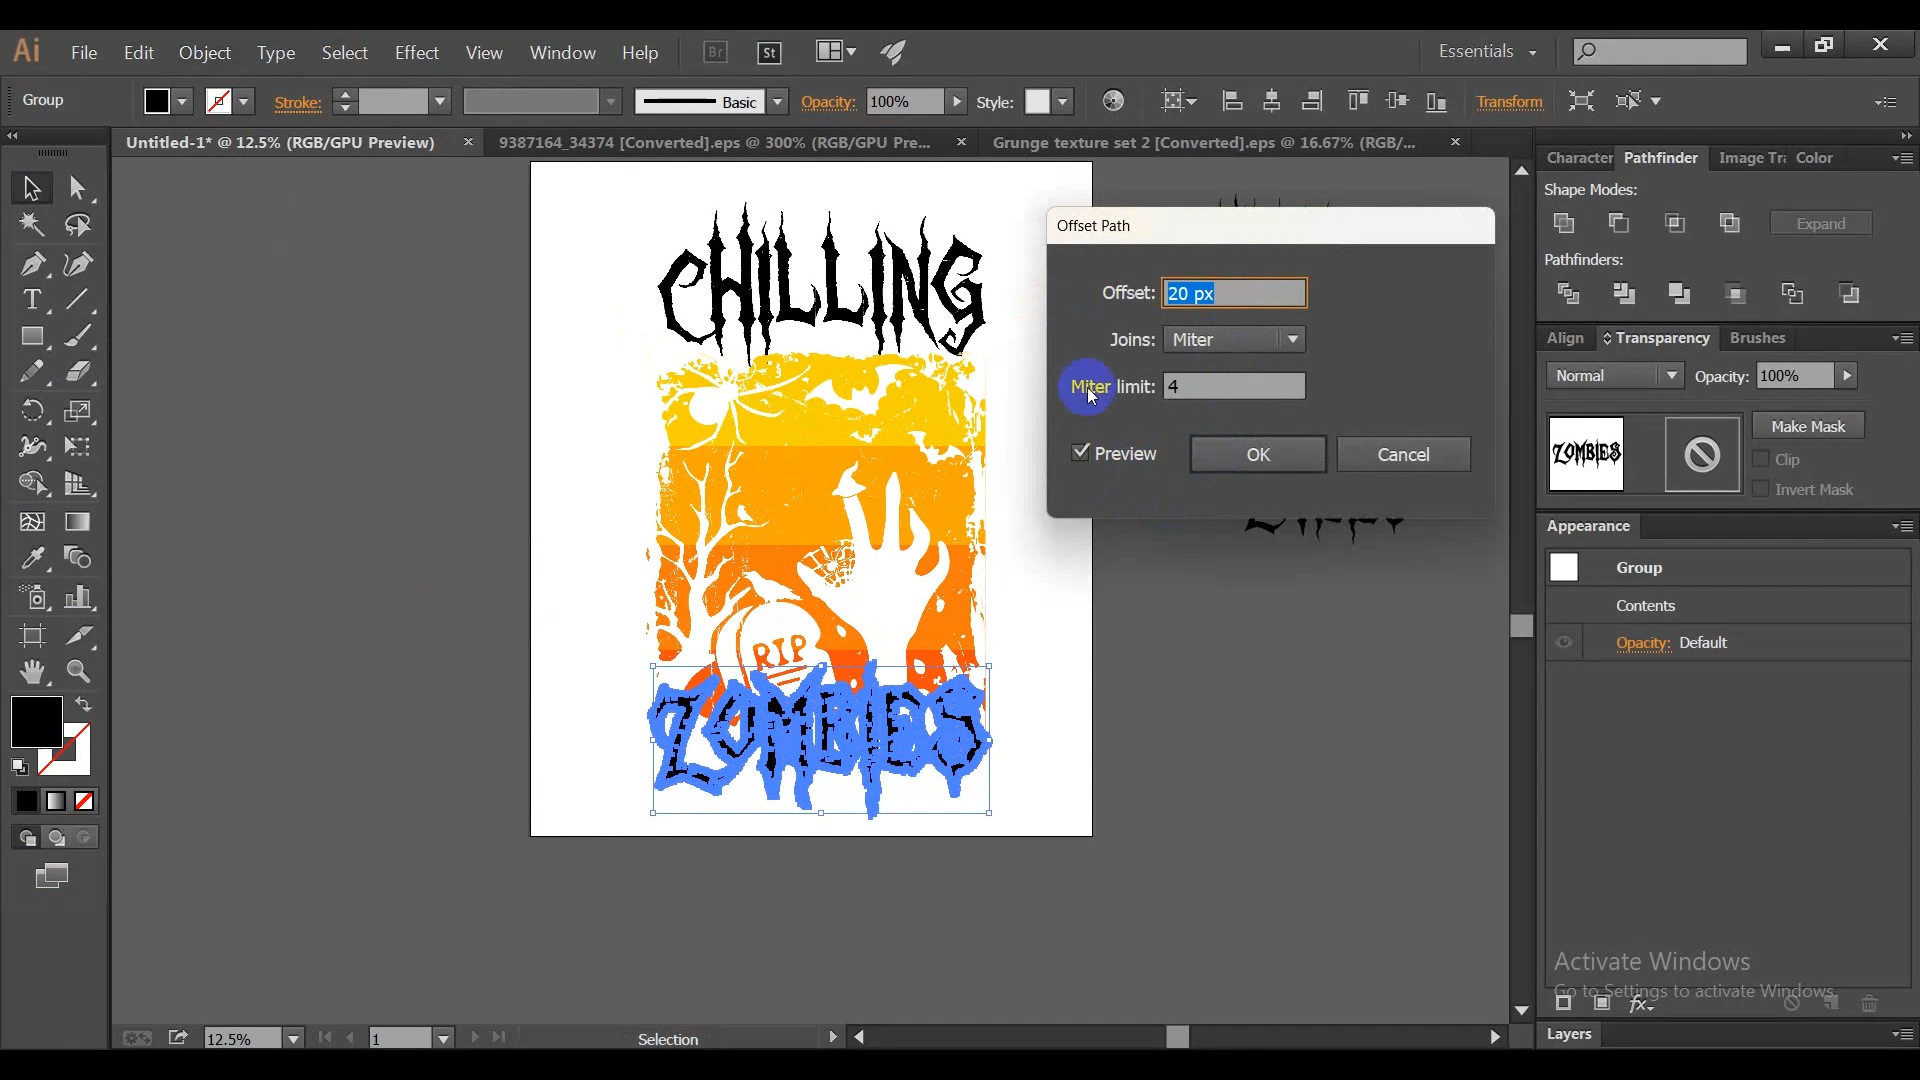 Ai File Edit Object Type Select Effect View Window Help Br St Essentials
Group Stroke: Basic Opacity: 100% Style: Transform
Untitled-1* @ 12.5% (RGB/GPU Preview) × 9387164_34374 [Converted].eps @ 300% (RGB/GPU Pre... × Grunge texture set 2 [Converted].eps @ 16.67% (RGB/... ×
Character Pathfinder Image Tr Color
Shape Modes:
Expand
Pathfinders:
Align Transparency Brushes
Normal Opacity: 100%
ZOMBIES
Make Mask
Clip
Invert Mask
Appearance
Group
Contents
Opacity: Default
Activate Windows
Go to Settings to activate Windows.
Layers
CHILLING
RIP
ZOMBIES
Offset Path
Offset: 20 px
Joins: Miter
Miter limit: 4
Preview OK Cancel
12.5% 1 Selection